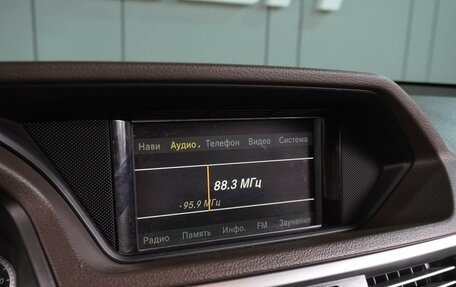 Нави Аудио Телефон Видео Система
88.3 МГц
·95.9 МГц
Радио Память Инфо. FM Звучание